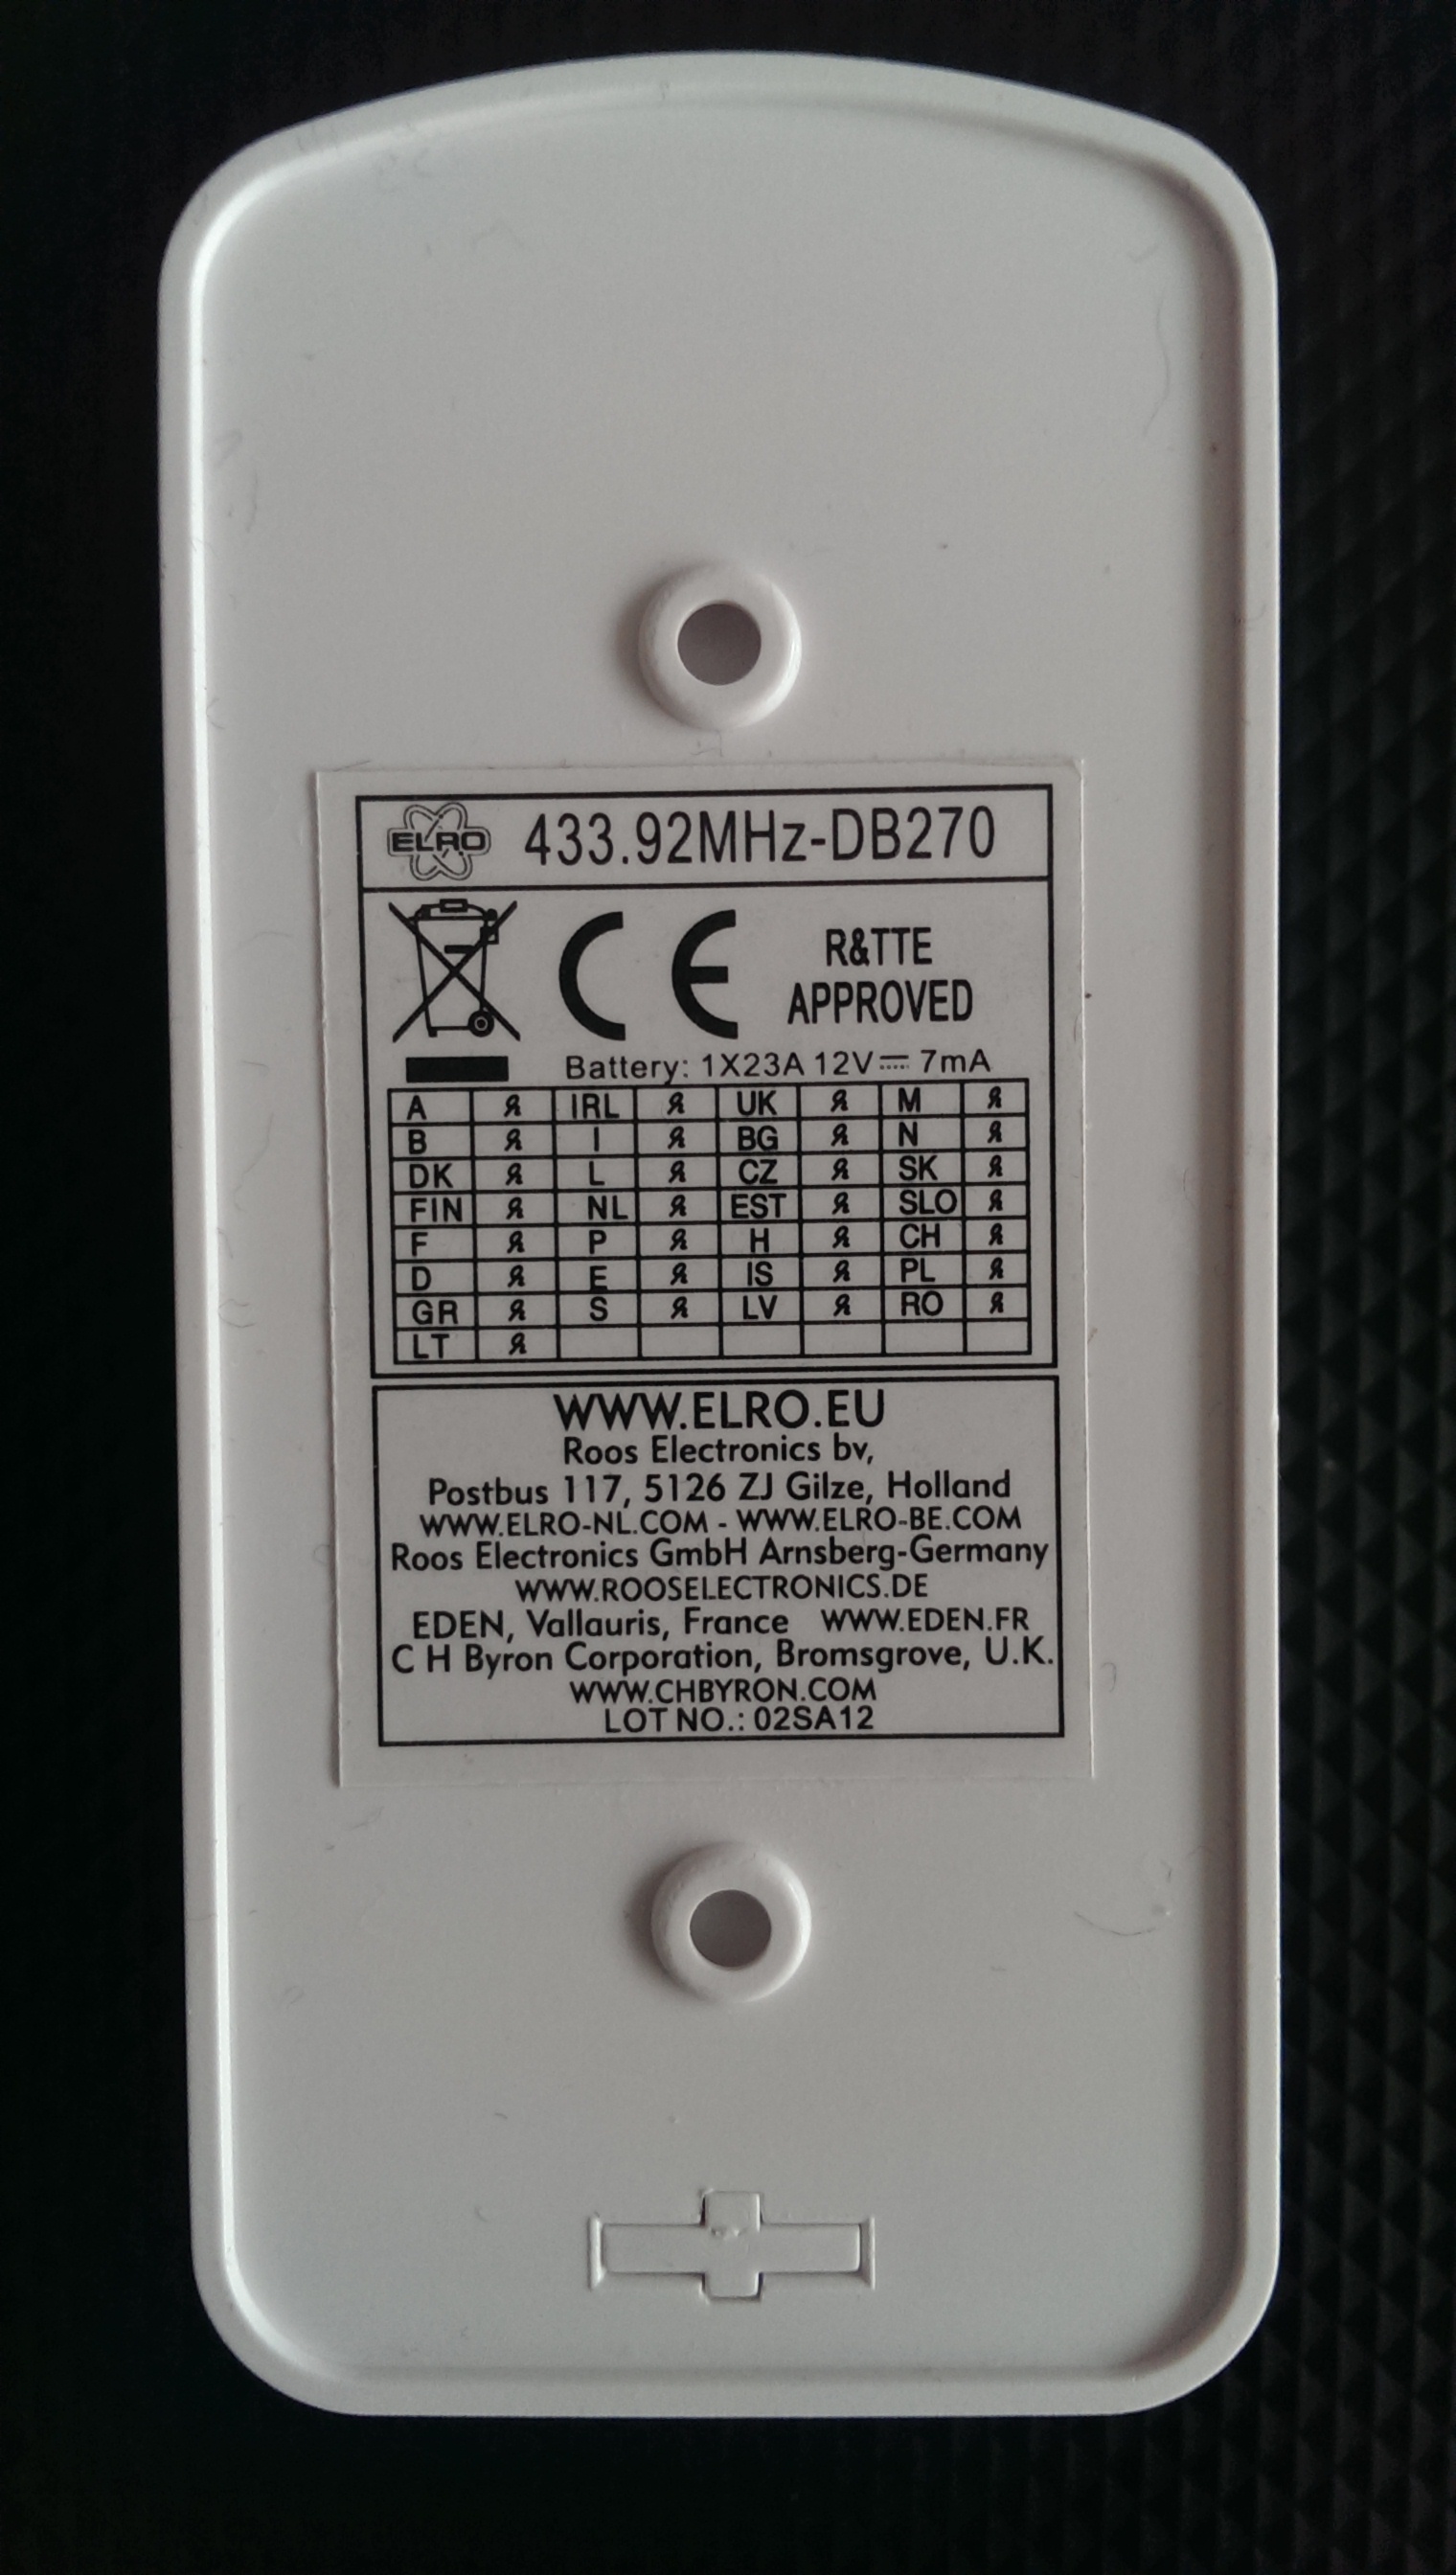 ELRO 433.92MHz-DB270
CE R&TTE
APPROVED
Battery: 1X23A 12V⎓ 7mA
A IRL UK M
B I BG N
DK L CZ SK
FIN NL EST SLO
F P H CH
D E IS PL
GR S LV RO
LT
WWW.ELRO.EU
Roos Electronics bv,
Postbus 117, 5126 ZJ Gilze, Holland
WWW.ELRO-NL.COM - WWW.ELRO-BE.COM
Roos Electronics GmbH Arnsberg-Germany
WWW.ROOSELECTRONICS.DE
EDEN, Vallauris, France WWW.EDEN.FR
C H Byron Corporation, Bromsgrove, U.K.
WWW.CHBYRON.COM
LOT NO.: 02SA12